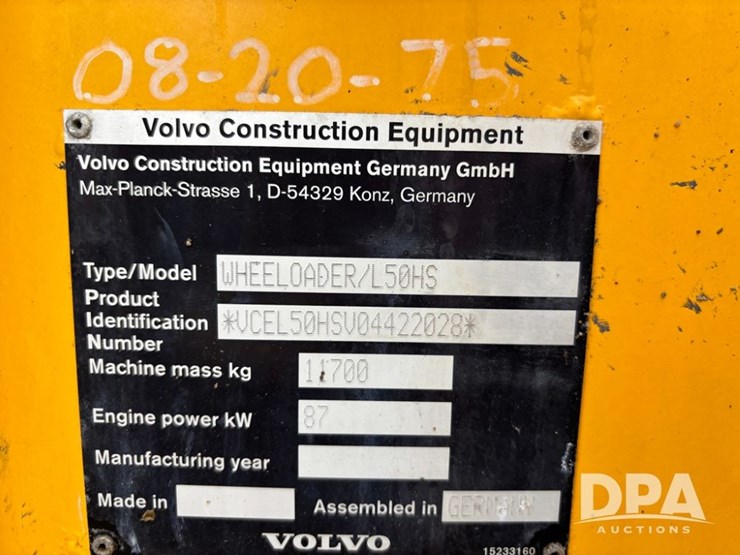 08-20-75
Volvo Construction Equipment
Volvo Construction Equipment Germany GmbH
Max-Planck-Strasse 1, D-54329 Konz, Germany
Type/Model WHEELOADER/L50HS
Product
Identification *VCEL50HSV04422028*
Number
Machine mass kg 11700
Engine power kW 87
Manufacturing year
Made in Assembled in GERMANY
VOLVO 15233160
DPA
AUCTIONS